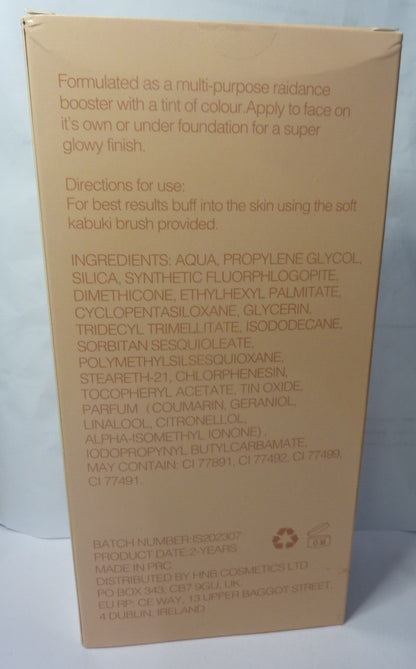 Formulated as a multi-purpose raidance
booster with a tint of colour.Apply to face on
it's own or under foundation for a super
glowy finish.
Directions for use:
For best results buff into the skin using the soft
kabuki brush provided.
INGREDIENTS: AQUA, PROPYLENE GLYCOL,
SILICA, SYNTHETIC FLUORPHLOGOPITE,
DIMETHICONE, ETHYLHEXYL PALMITATE,
CYCLOPENTASILOXANE, GLYCERIN,
TRIDECYL TRIMELLITATE, ISODODECANE,
SORBITAN SESQUIOLEATE,
POLYMETHYLSILSESQUIOXANE,
STEARETH-21, CHLORPHENESIN,
TOCOPHERYL ACETATE, TIN OXIDE,
PARFUM (COUMARIN, GERANIOL,
LINALOOL, CITRONELLOL,
ALPHA-ISOMETHYL IONONE),
IODOPROPYNYL BUTYLCARBAMATE,
MAY CONTAIN: CI 77891, CI 77492, CI 77499,
CI 77491.
BATCH NUMBER:IS202307
PRODUCT DATE:2-YEARS
MADE IN PRC
DISTRIBUTED BY HNB COSMETICS LTD
PO BOX 343, CB7 9GU, UK.
EU RP: CE WAY, 13 UPPER BAGGOT STREET,
4 DUBLIN, IRELAND